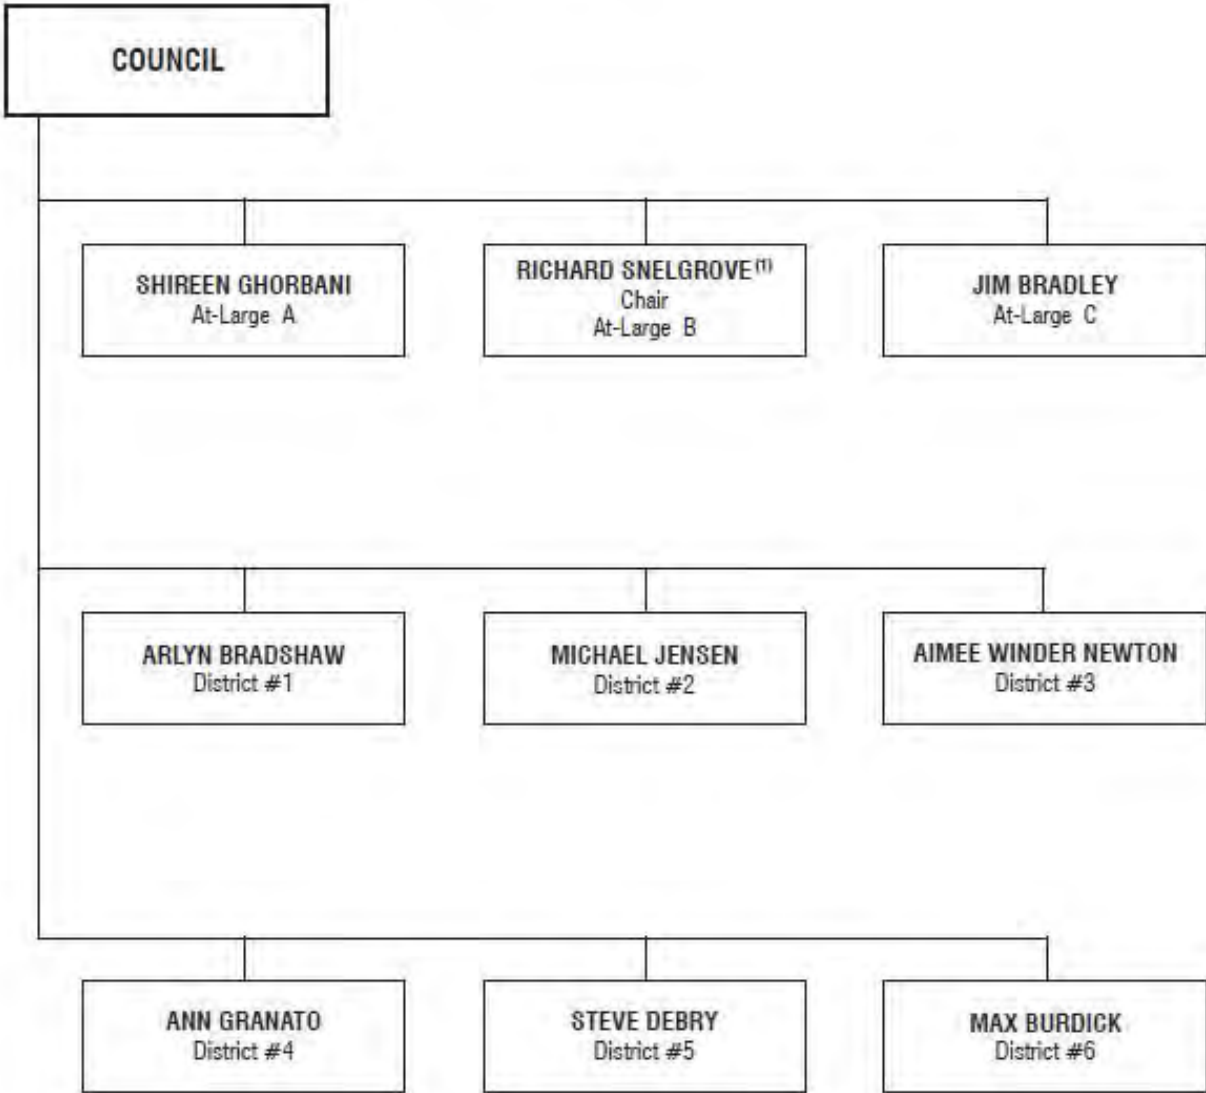 COUNCIL
SHIREEN GHORBANI
At-Large A
RICHARD SNELGROVE(1)
Chair
At-Large B
JIM BRADLEY
At-Large C
ARLYN BRADSHAW
District #1
MICHAEL JENSEN
District #2
AIMEE WINDER NEWTON
District #3
ANN GRANATO
District #4
STEVE DEBRY
District #5
MAX BURDICK
District #6